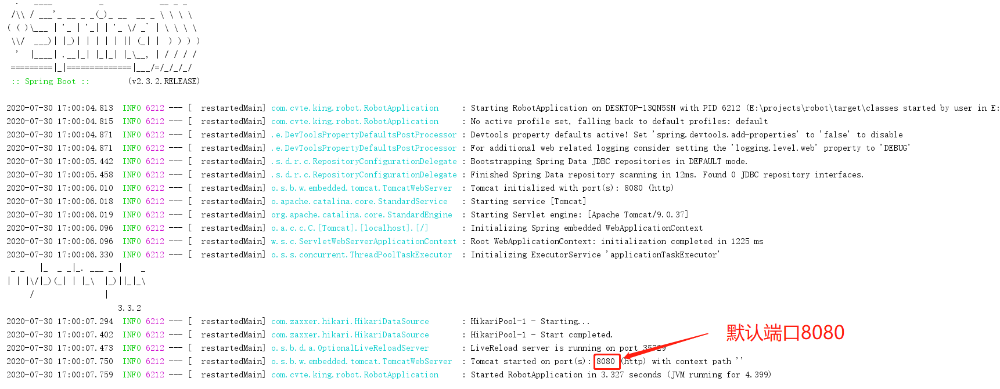 .   ____          _            __ _ _
 /\\ / ___'_ __ _ _(_)_ __  __ _ \ \ \ \
( ( )\___ | '_ | '_| | '_ \/ _` | \ \ \ \
 \\/  ___)| |_)| | | | | || (_| |  ) ) ) )
  '  |____| .__|_| |_|_| |_\__, | / / / /
 =========|_|==============|___/=/_/_/_/
 :: Spring Boot ::        (v2.3.2.RELEASE)
2020-07-30 17:00:04.813  INFO 6212 --- [  restartedMain] com.cvte.king.robot.RobotApplication     : Starting RobotApplication on DESKTOP-13QN5SN with PID 6212 (E:\projects\robot\target\classes started by user in E:
2020-07-30 17:00:04.815  INFO 6212 --- [  restartedMain] com.cvte.king.robot.RobotApplication     : No active profile set, falling back to default profiles: default
2020-07-30 17:00:04.871  INFO 6212 --- [  restartedMain] .e.DevToolsPropertyDefaultsPostProcessor : Devtools property defaults active! Set 'spring.devtools.add-properties' to 'false' to disable
2020-07-30 17:00:04.871  INFO 6212 --- [  restartedMain] .e.DevToolsPropertyDefaultsPostProcessor : For additional web related logging consider setting the 'logging.level.web' property to 'DEBUG'
2020-07-30 17:00:05.442  INFO 6212 --- [  restartedMain] .s.d.r.c.RepositoryConfigurationDelegate : Bootstrapping Spring Data JDBC repositories in DEFAULT mode.
2020-07-30 17:00:05.458  INFO 6212 --- [  restartedMain] .s.d.r.c.RepositoryConfigurationDelegate : Finished Spring Data repository scanning in 12ms. Found 0 JDBC repository interfaces.
2020-07-30 17:00:06.010  INFO 6212 --- [  restartedMain] o.s.b.w.embedded.tomcat.TomcatWebServer  : Tomcat initialized with port(s): 8080 (http)
2020-07-30 17:00:06.018  INFO 6212 --- [  restartedMain] o.apache.catalina.core.StandardService   : Starting service [Tomcat]
2020-07-30 17:00:06.019  INFO 6212 --- [  restartedMain] org.apache.catalina.core.StandardEngine  : Starting Servlet engine: [Apache Tomcat/9.0.37]
2020-07-30 17:00:06.096  INFO 6212 --- [  restartedMain] o.a.c.c.C.[Tomcat].[localhost].[/]       : Initializing Spring embedded WebApplicationContext
2020-07-30 17:00:06.096  INFO 6212 --- [  restartedMain] w.s.c.ServletWebServerApplicationContext : Root WebApplicationContext: initialization completed in 1225 ms
2020-07-30 17:00:06.330  INFO 6212 --- [  restartedMain] o.s.s.concurrent.ThreadPoolTaskExecutor  : Initializing ExecutorService 'applicationTaskExecutor'
 _ _   |_  _ _|_. ___ _ |    _
| | |\/|_)(_| | |_\  |_)||_|_\
     /               |
                        3.3.2
2020-07-30 17:00:07.294  INFO 6212 --- [  restartedMain] com.zaxxer.hikari.HikariDataSource       : HikariPool-1 - Starting...
2020-07-30 17:00:07.402  INFO 6212 --- [  restartedMain] com.zaxxer.hikari.HikariDataSource       : HikariPool-1 - Start completed.
默认端口8080
2020-07-30 17:00:07.473  INFO 6212 --- [  restartedMain] o.s.b.d.a.OptionalLiveReloadServer       : LiveReload server is running on port 35729
2020-07-30 17:00:07.750  INFO 6212 --- [  restartedMain] o.s.b.w.embedded.tomcat.TomcatWebServer  : Tomcat started on port(s): 8080 (http) with context path ''
2020-07-30 17:00:07.759  INFO 6212 --- [  restartedMain] com.cvte.king.robot.RobotApplication     : Started RobotApplication in 3.327 seconds (JVM running for 4.399)